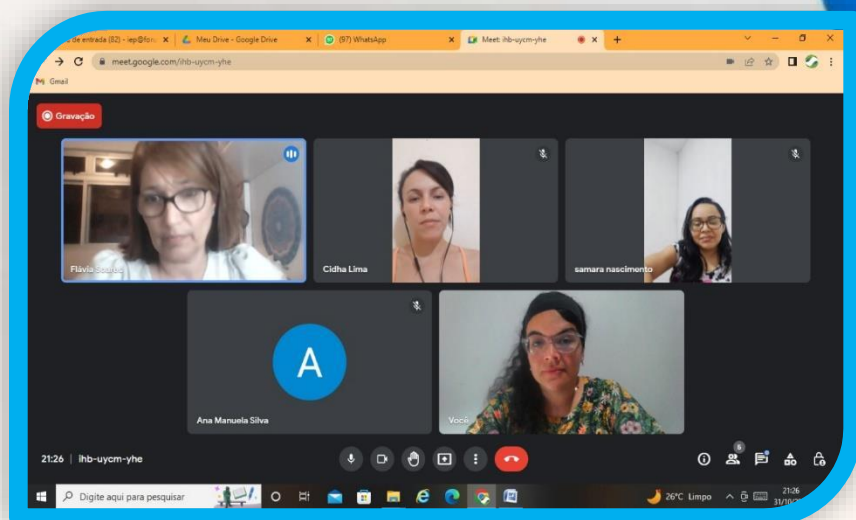 de entrada (82) - iep@foru
Meu Drive - Google Drive
(97) WhatsApp
Meet: ihb-uycm-yhe
meet.google.com/ihb-uycm-yhe
Gmail
Gravação
Flávia
Cidha Lima
samara nascimento
A
Ana Manuela Silva
Você
21:26 | ihb-uycm-yhe
5
Digite aqui para pesquisar
26°C Limpo
21:26
31/10/